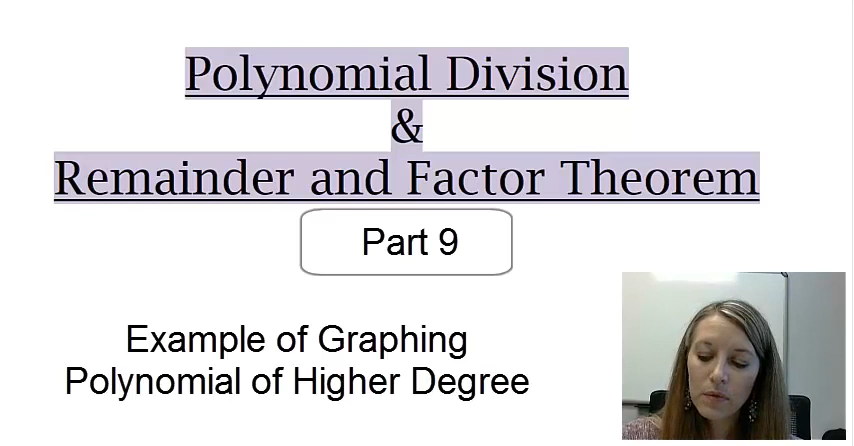 Polynomial Division
&
Remainder and Factor Theorem
Part 9
Example of Graphing
Polynomial of Higher Degree